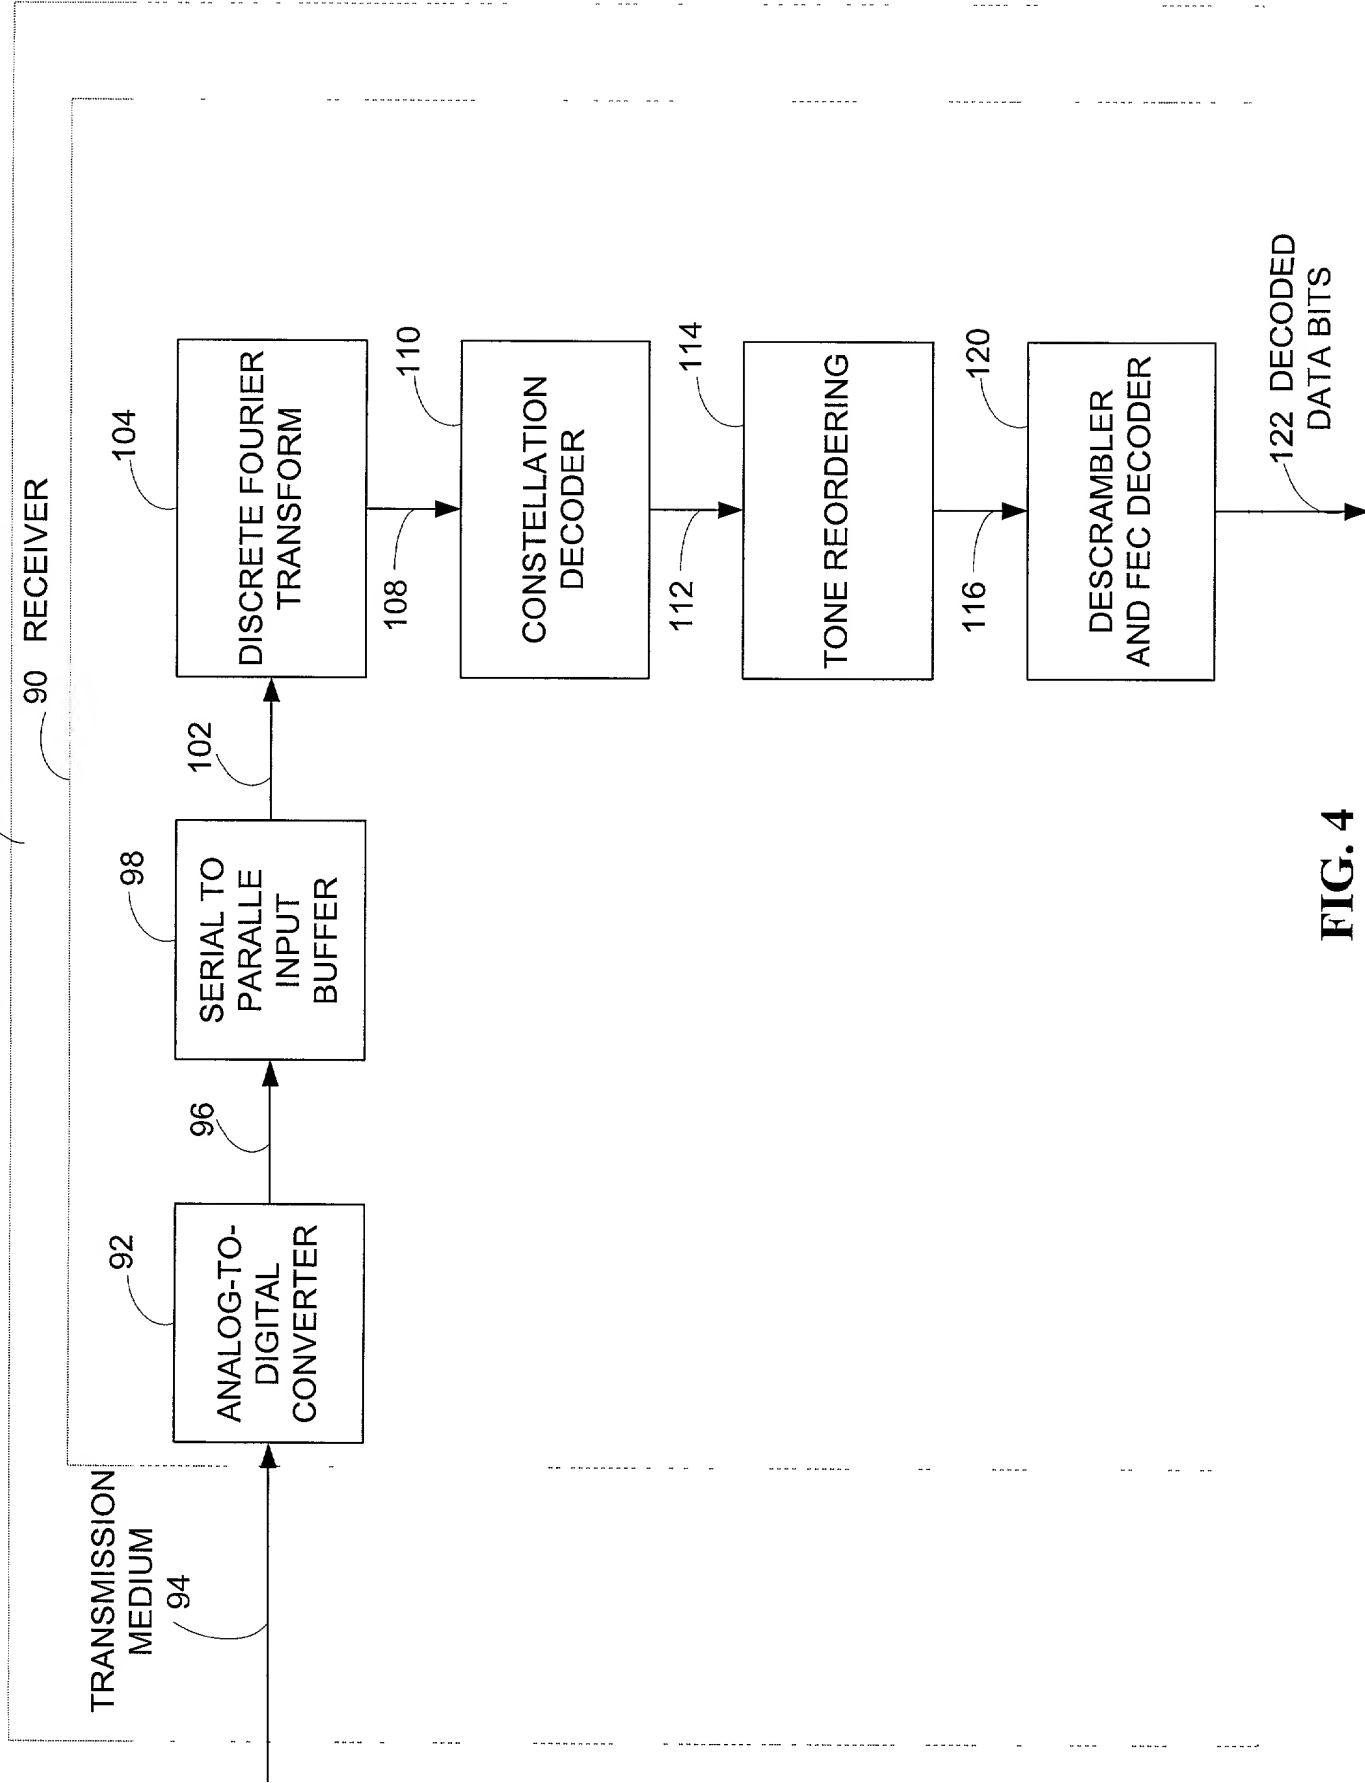 90 RECEIVER
TRANSMISSION
MEDIUM
94
92
ANALOG-TO-
DIGITAL
CONVERTER
96
98
SERIAL TO
PARALLE
INPUT
BUFFER
102
104
DISCRETE FOURIER
TRANSFORM
108
110
CONSTELLATION
DECODER
112
114
TONE REORDERING
116
120
DESCRAMBLER
AND FEC DECODER
122 DECODED
DATA BITS
FIG. 4